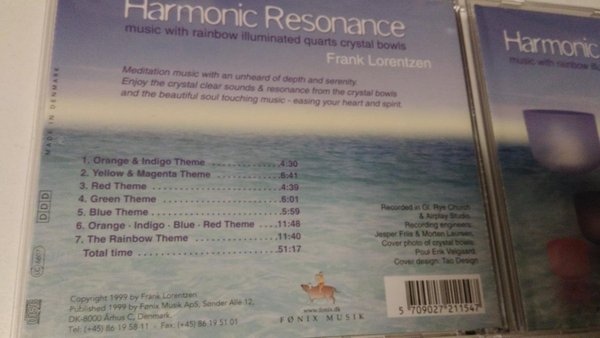 Harmonic Resonance
music with rainbow illuminated quarts crystal bowls
Frank Lorentzen
Meditation music with an unheard of depth and serenity.
Enjoy the crystal clear sounds & resonance from the crystal bowls
and the beautiful soul touching music - easing your heart and spirit.
MADE IN DENMARK
DDD
1. Orange & Indigo Theme ................ 4:30
2. Yellow & Magenta Theme ............... 6:41
3. Red Theme ............................ 4:39
4. Green Theme .......................... 6:01
5. Blue Theme ........................... 5:59
6. Orange · Indigo · Blue · Red Theme ... 11:48
7. The Rainbow Theme .................... 11:40
Total time .............................. 51:17
Recorded in Gl. Rye Church
& Airplay Studio.
Recording engineers:
Jesper Friis & Morten
Cover photo of crystal bowls:
Poul Erik
Cover design: Tao Design
Copyright 1999 by Frank Lorentzen
Published 1999 by Fønix Musik ApS, Sønder Alle 12,
DK-8000 Århus C, Denmark.
Tel: (+45) 86 19 58 11 · Fax: (+45) 86 19 51 01
www.fonix.dk
FØNIX MUSIK
5 709027 211547
Harmonic
music with rainbow